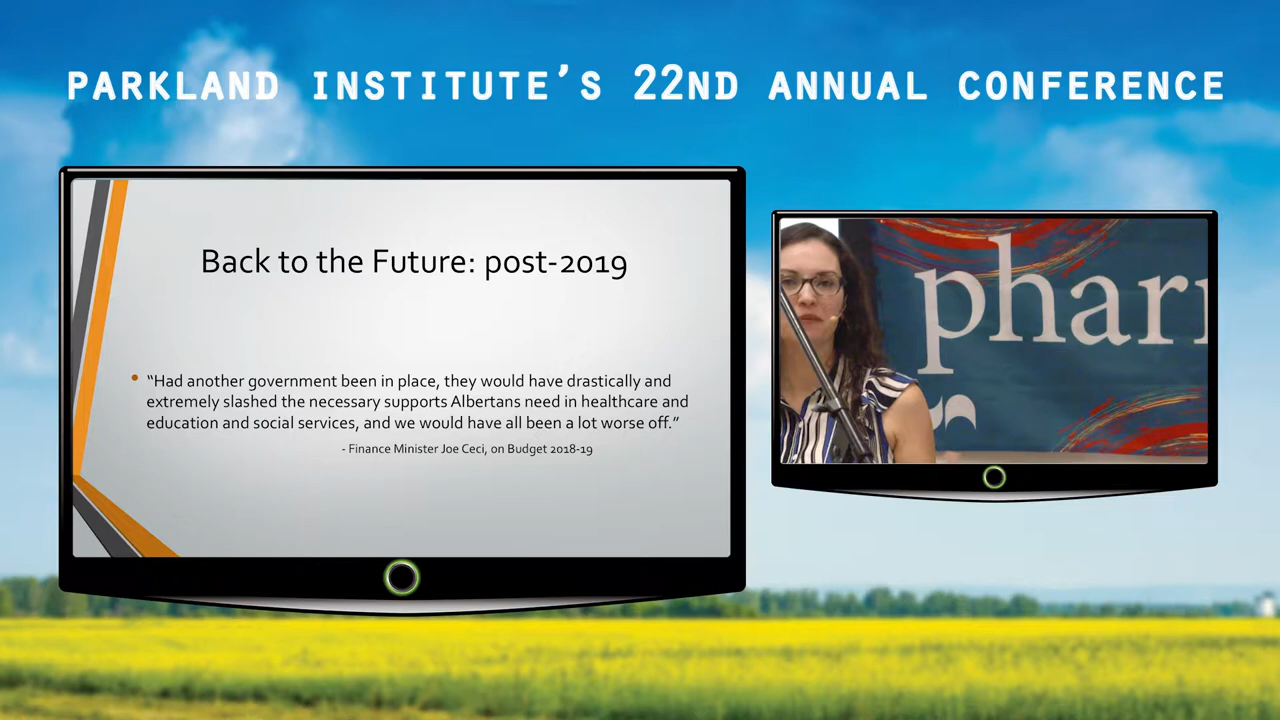 PARKLAND INSTITUTE'S 22ND ANNUAL CONFERENCE
Back to the Future: post-2019
• "Had another government been in place, they would have drastically and
extremely slashed the necessary supports Albertans need in healthcare and
education and social services, and we would have all been a lot worse off."
- Finance Minister Joe Ceci, on Budget 2018-19